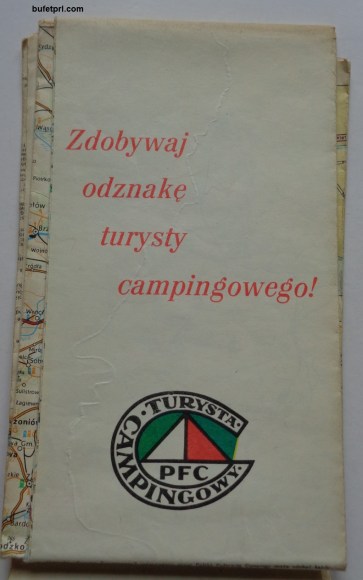 bufetprl.com
Zdobywaj
odznakę
turysty
campingowego!
• TURYSTA •
CAMPINGOWY •
PFC